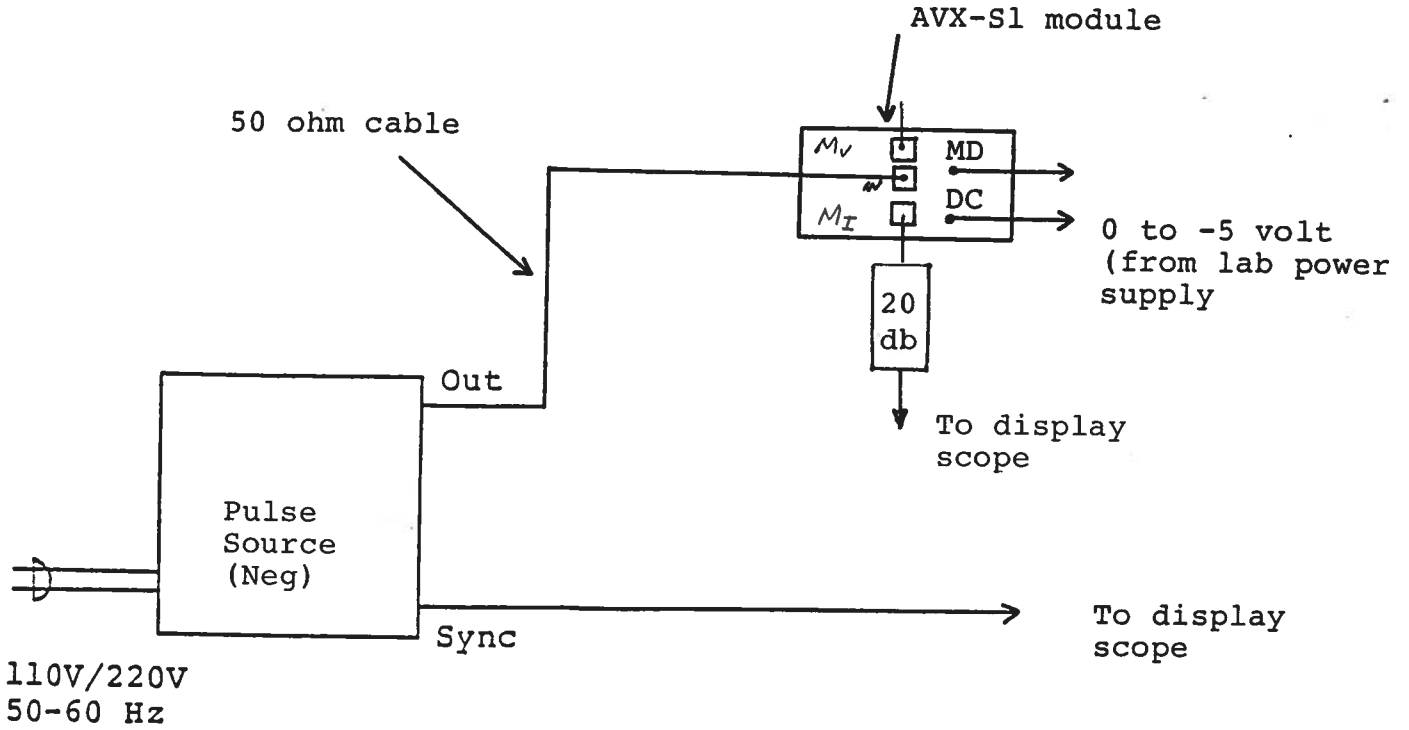 AVX-S1 module
50 ohm cable
Mv
MD
IN
DC
MI
0 to -5 volt
(from lab power
supply
20
db
Out
To display
scope
Pulse
Source
(Neg)
Sync
To display
scope
110V/220V
50-60 Hz